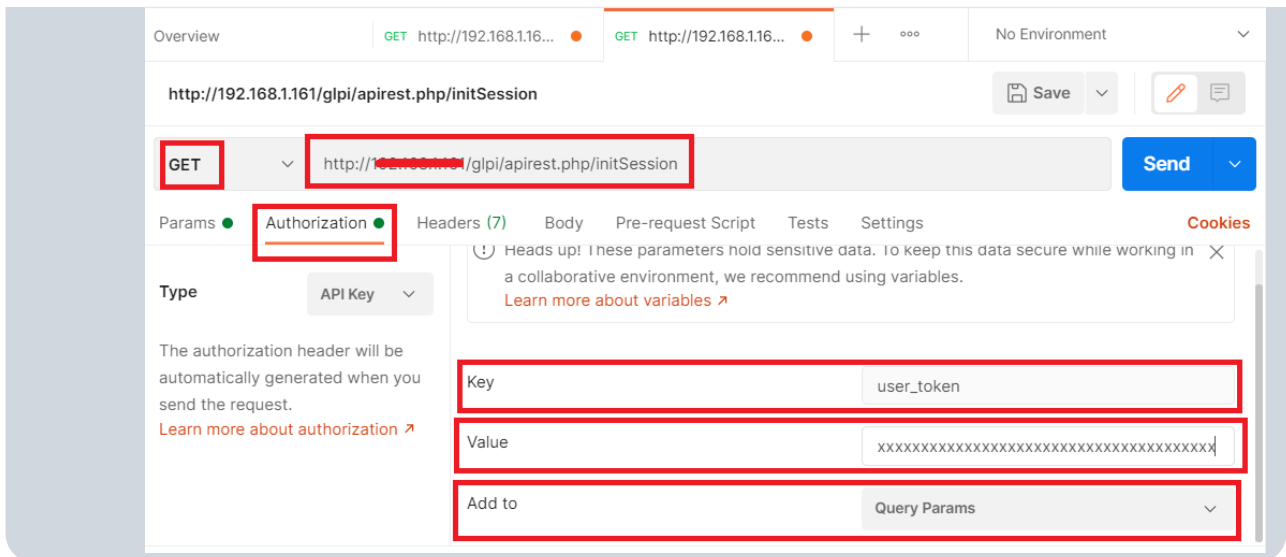 Overview
GET http://192.168.1.16...
GET http://192.168.1.16...
No Environment
http://192.168.1.161/glpi/apirest.php/initSession
Save
GET
http:// /glpi/apirest.php/initSession
Send
Params
Authorization
Headers (7)
Body
Pre-request Script
Tests
Settings
Cookies
Heads up! These parameters hold sensitive data. To keep this data secure while working in
a collaborative environment, we recommend using variables.
Learn more about variables ↗
Type
API Key
The authorization header will be
automatically generated when you
send the request.
Learn more about authorization ↗
Key
user_token
Value
xxxxxxxxxxxxxxxxxxxxxxxxxxxxxxxxxxxxxxxx
Add to
Query Params